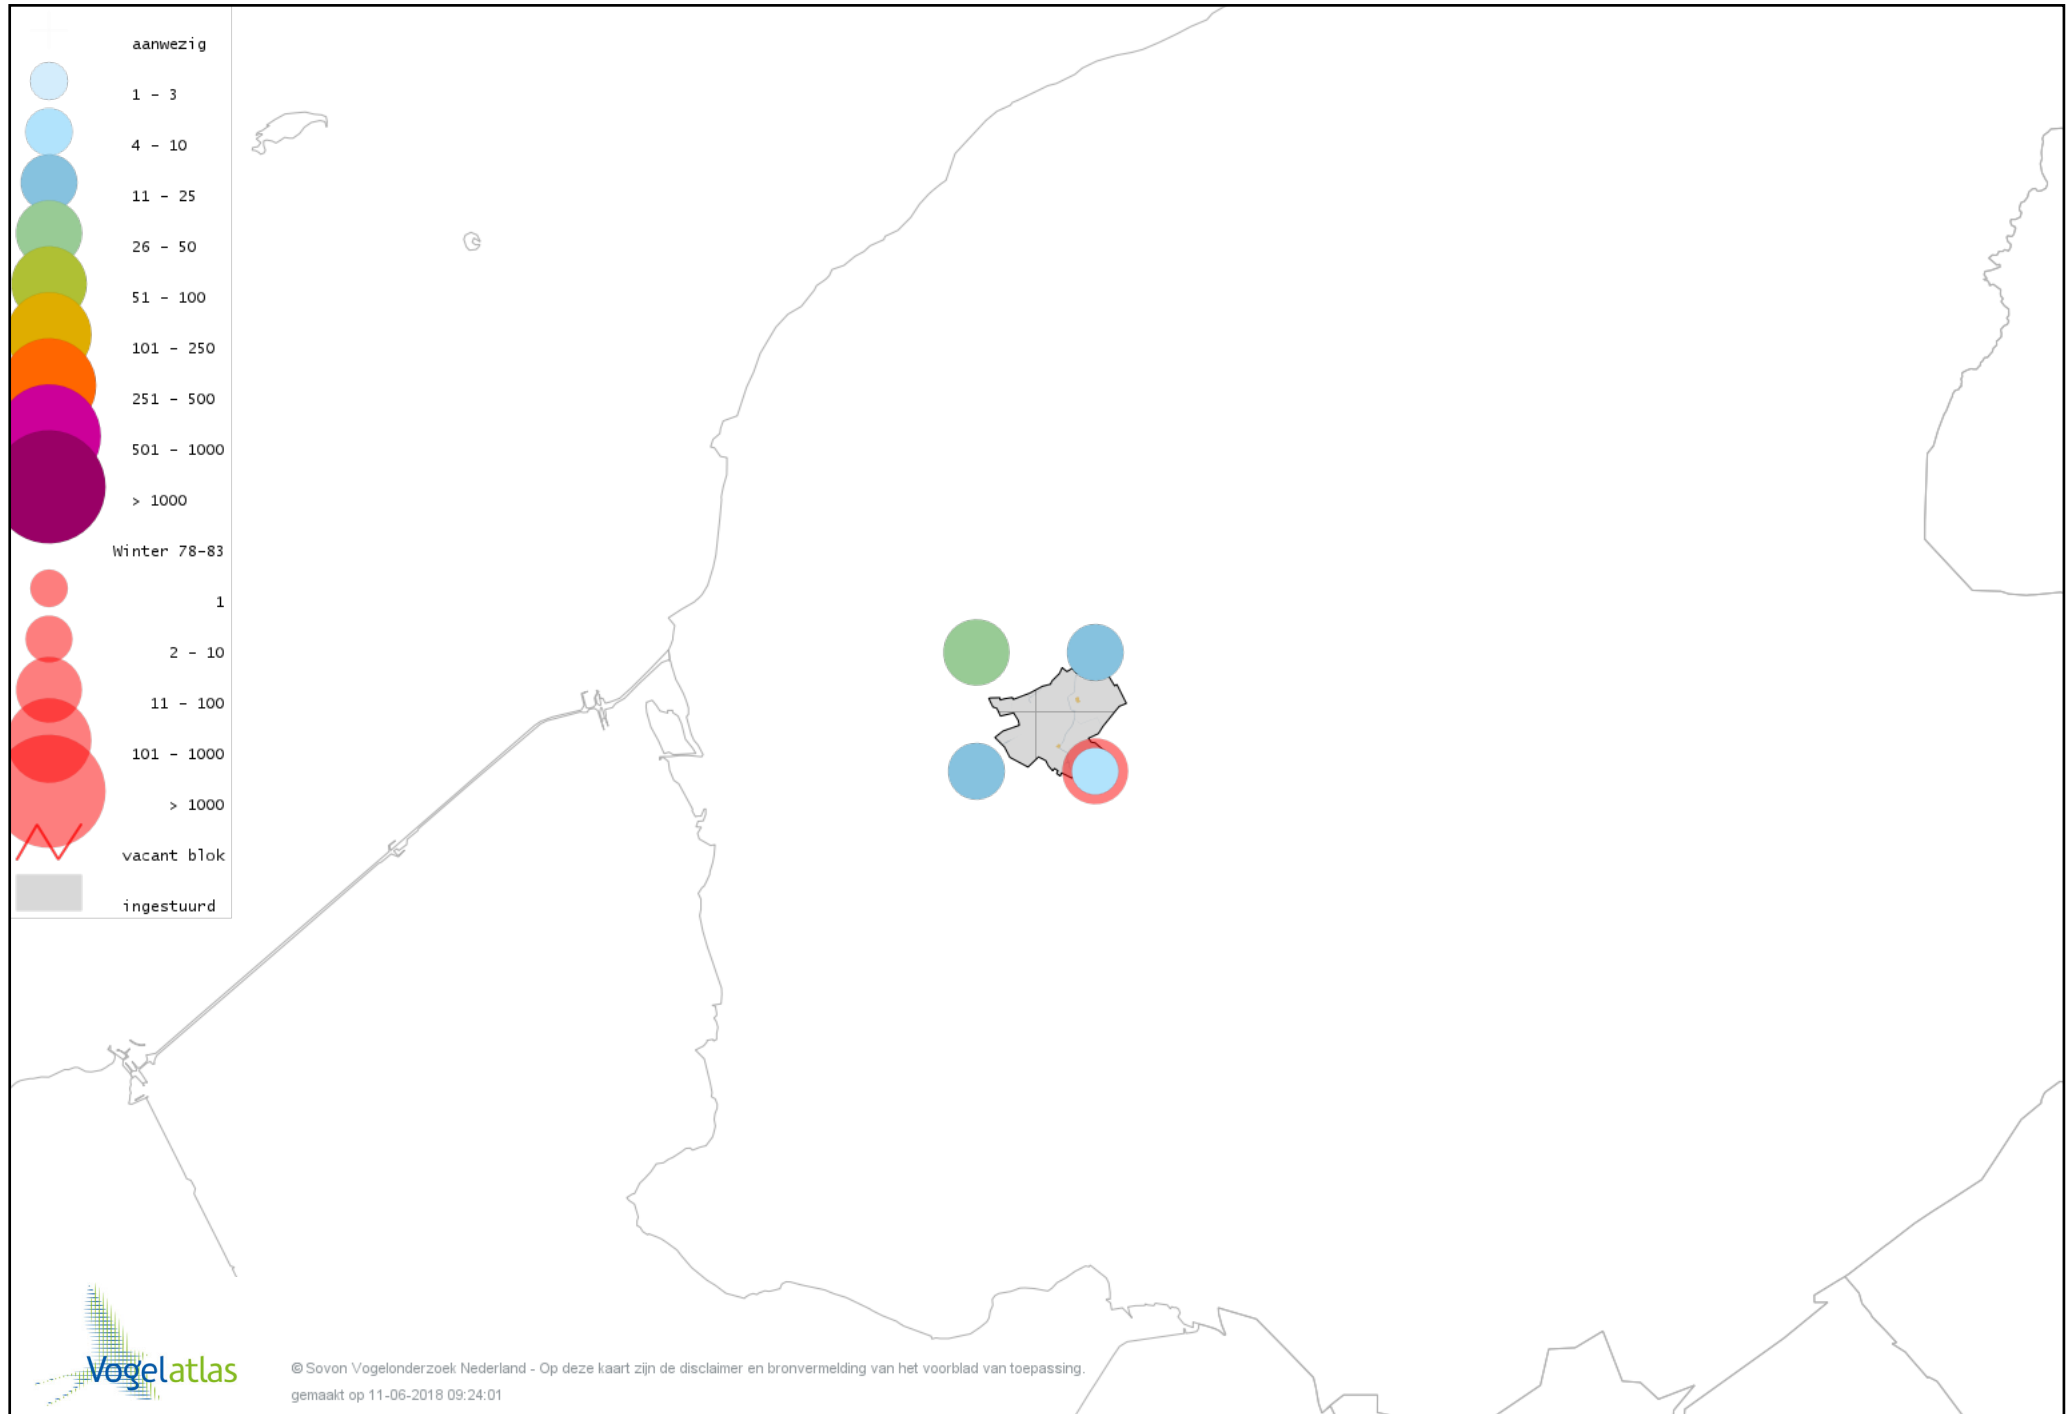 aanwezig
1 - 3
4 - 10
11 - 25
26 - 50
51 - 100
101 - 250
251 - 500
501 - 1000
> 1000
Winter 78-83
1
2 - 10
11 - 100
101 - 1000
> 1000
vacant blok
ingestuurd
Vogelatlas
© Sovon Vogelonderzoek Nederland - Op deze kaart zijn de disclaimer en bronvermelding van het voorblad van toepassing.
gemaakt op 11-06-2018 09:24:01